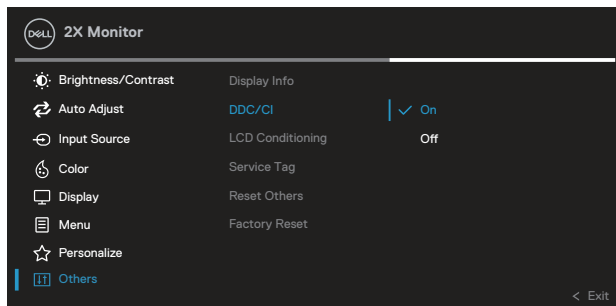 DELL 2X Monitor
Brightness/Contrast Display Info
Auto Adjust DDC/CI On
Input Source LCD Conditioning Off
Color Service Tag
Display Reset Others
Menu Factory Reset
Personalize
Others
< Exit